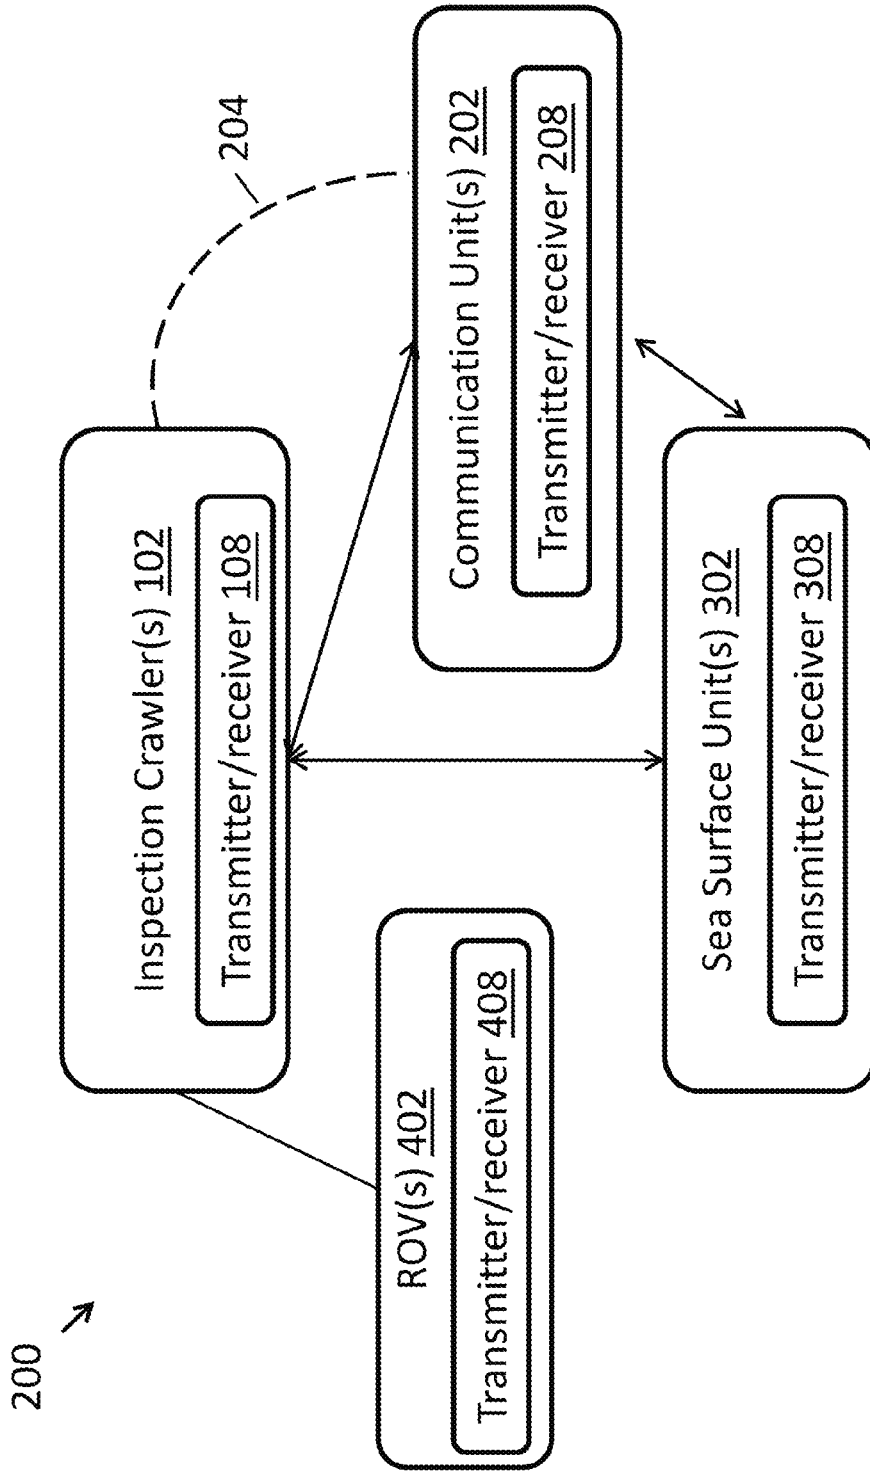 200
Inspection Crawler(s) 102
Transmitter/receiver 108
204
ROV(s) 402
Transmitter/receiver 408
Communication Unit(s) 202
Transmitter/receiver 208
Sea Surface Unit(s) 302
Transmitter/receiver 308